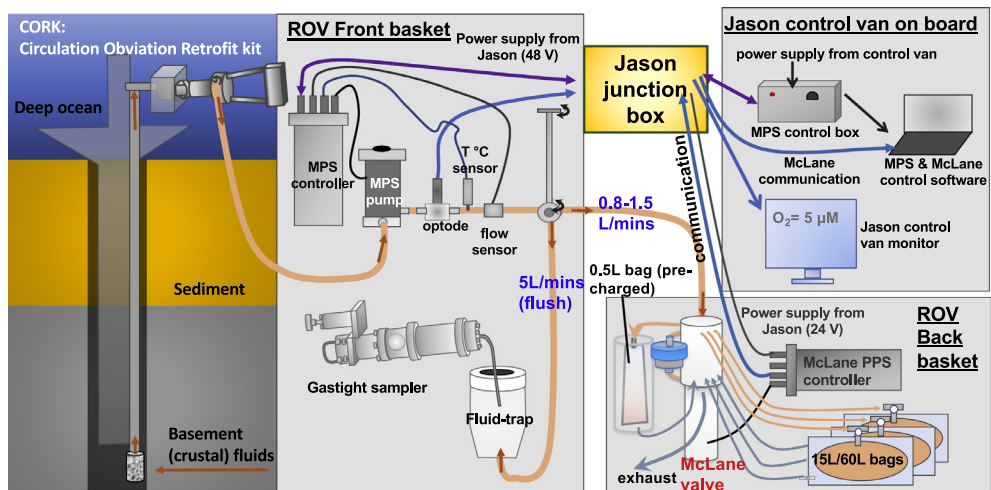 CORK:
Circulation Obviation Retrofit kit
Deep ocean
Sediment
Basement
(crustal) fluids
ROV Front basket
Power supply from
Jason (48 V)
MPS
controller
MPS
pump
T °C
sensor
optode
flow
sensor
0.8-1.5
L/mins
5L/mins
(flush)
Gastight sampler
Fluid-trap
Jason
junction
box
communication
Jason control van on board
power supply from control van
MPS control box
McLane
communication
MPS & McLane
control software
O₂= 5 µM
Jason control
van monitor
0.5L bag (pre-
charged)
Power supply from
Jason (24 V)
ROV
Back
basket
McLane PPS
controller
15L/60L bags
exhaust
McLane
valve